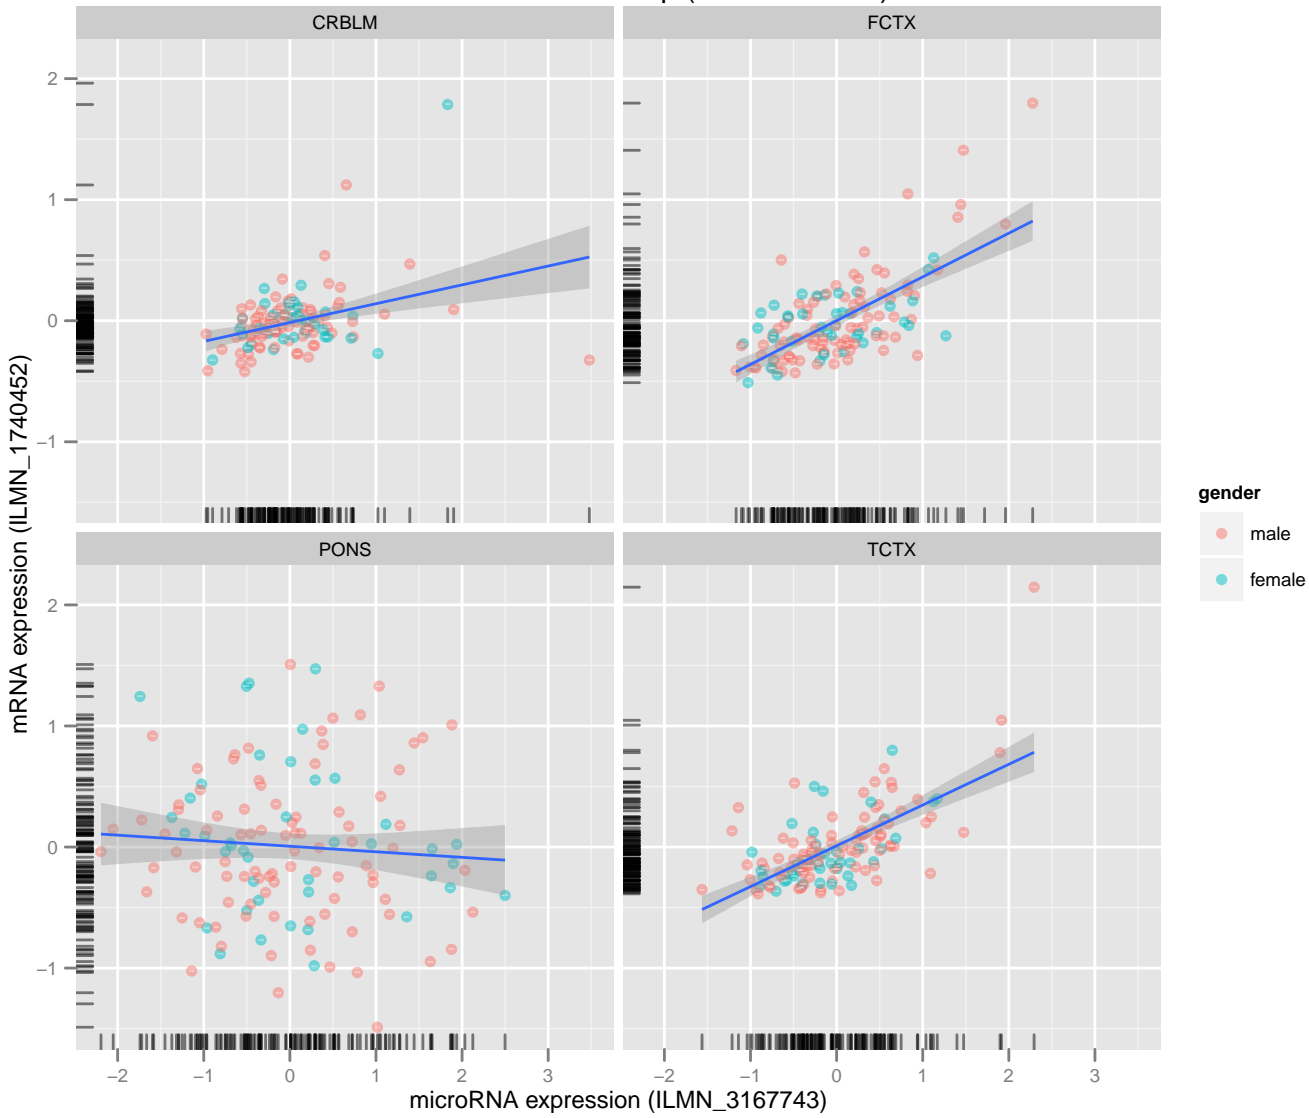 CRBLM
FCTX
2
1
0
−1
PONS
TCTX
2
1
0
−1
−2
−1
0
1
2
3
−2
−1
0
1
2
3
mRNA expression (ILMN_1740452)
microRNA expression (ILMN_3167743)
gender
male
female